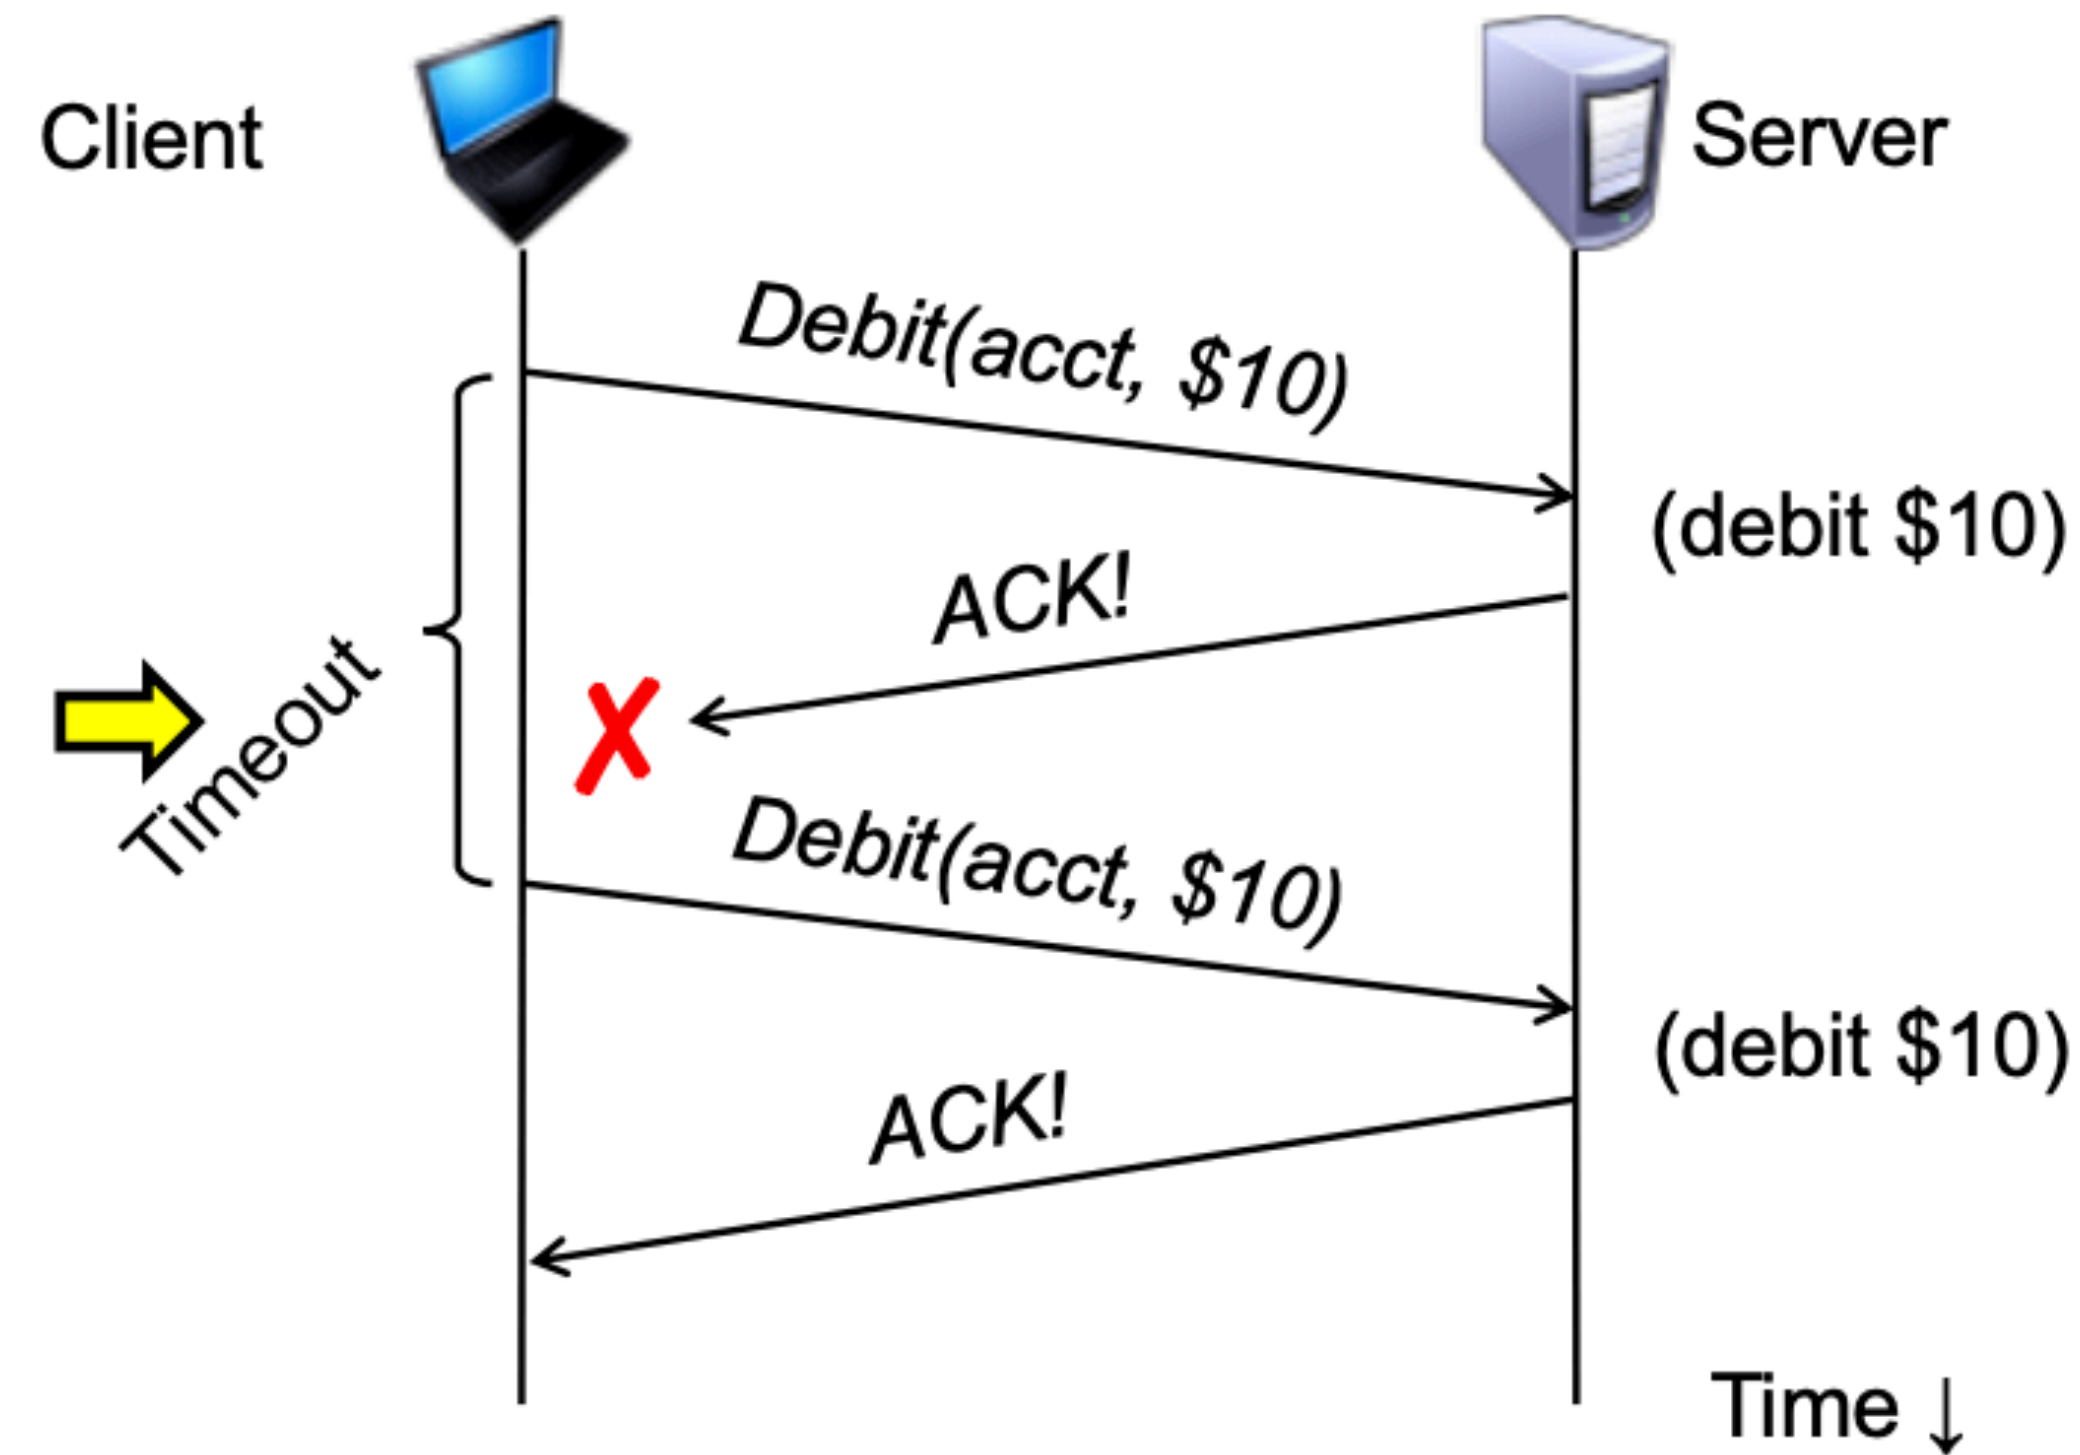 Client
Server
Debit(acct, $10)
(debit $10)
ACK!
Timeout
Debit(acct, $10)
(debit $10)
ACK!
Time ↓